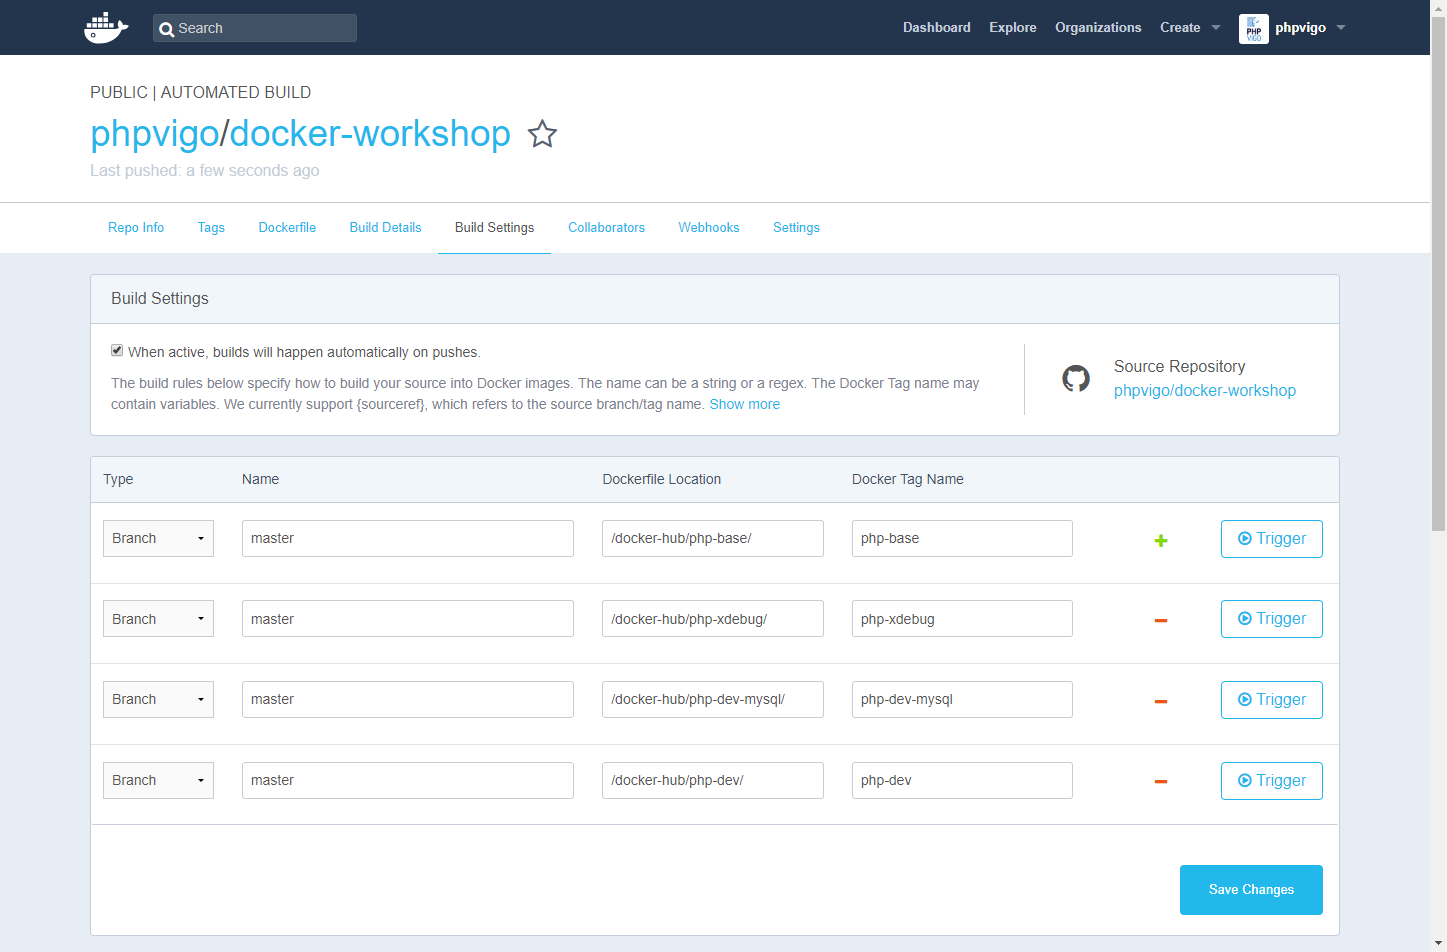 Search
Dashboard Explore Organizations Create phpvigo
PHP
VIGO
PUBLIC | AUTOMATED BUILD
phpvigo/docker-workshop
Last pushed: a few seconds ago
Repo Info Tags Dockerfile Build Details Build Settings Collaborators Webhooks Settings
Build Settings
When active, builds will happen automatically on pushes.
The build rules below specify how to build your source into Docker images. The name can be a string or a regex. The Docker Tag name may
contain variables. We currently support {sourceref}, which refers to the source branch/tag name. Show more
Source Repository
phpvigo/docker-workshop
Type Name Dockerfile Location Docker Tag Name
Branch master /docker-hub/php-base/ php-base + Trigger
Branch master /docker-hub/php-xdebug/ php-xdebug − Trigger
Branch master /docker-hub/php-dev-mysql/ php-dev-mysql − Trigger
Branch master /docker-hub/php-dev/ php-dev − Trigger
Save Changes